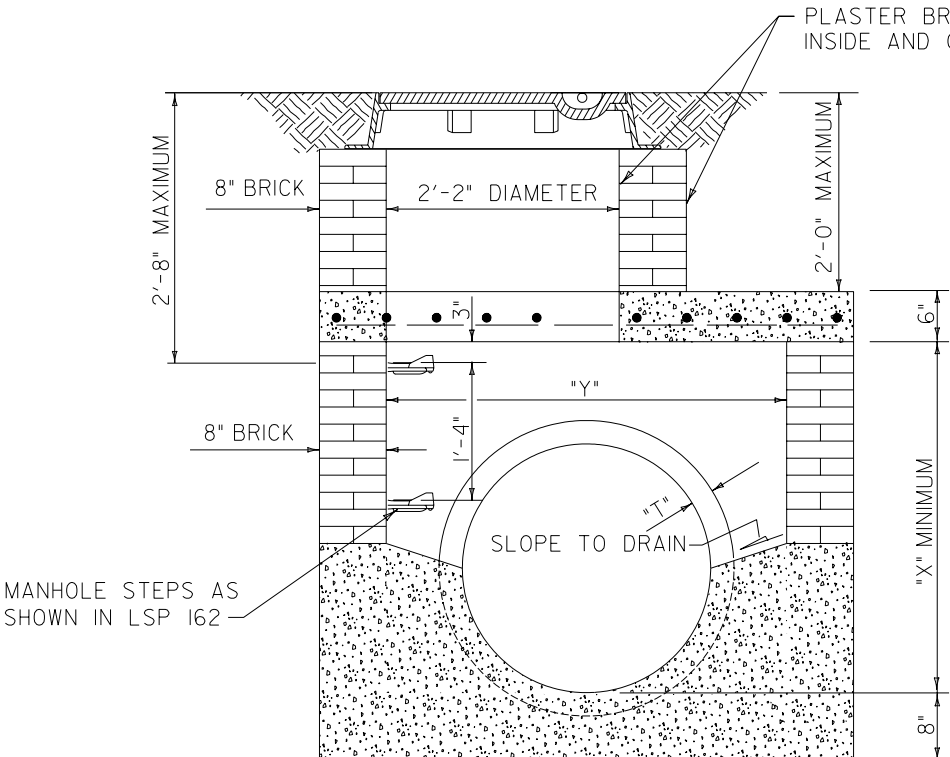 PLASTER BR
INSIDE AND
2'-8" MAXIMUM
8" BRICK
2'-2" DIAMETER
2'-0" MAXIMUM
3"
6"
"Y"
8" BRICK
1'-4"
"T"
SLOPE TO DRAIN
"X" MINIMUM
MANHOLE STEPS AS
SHOWN IN LSP 162
8"